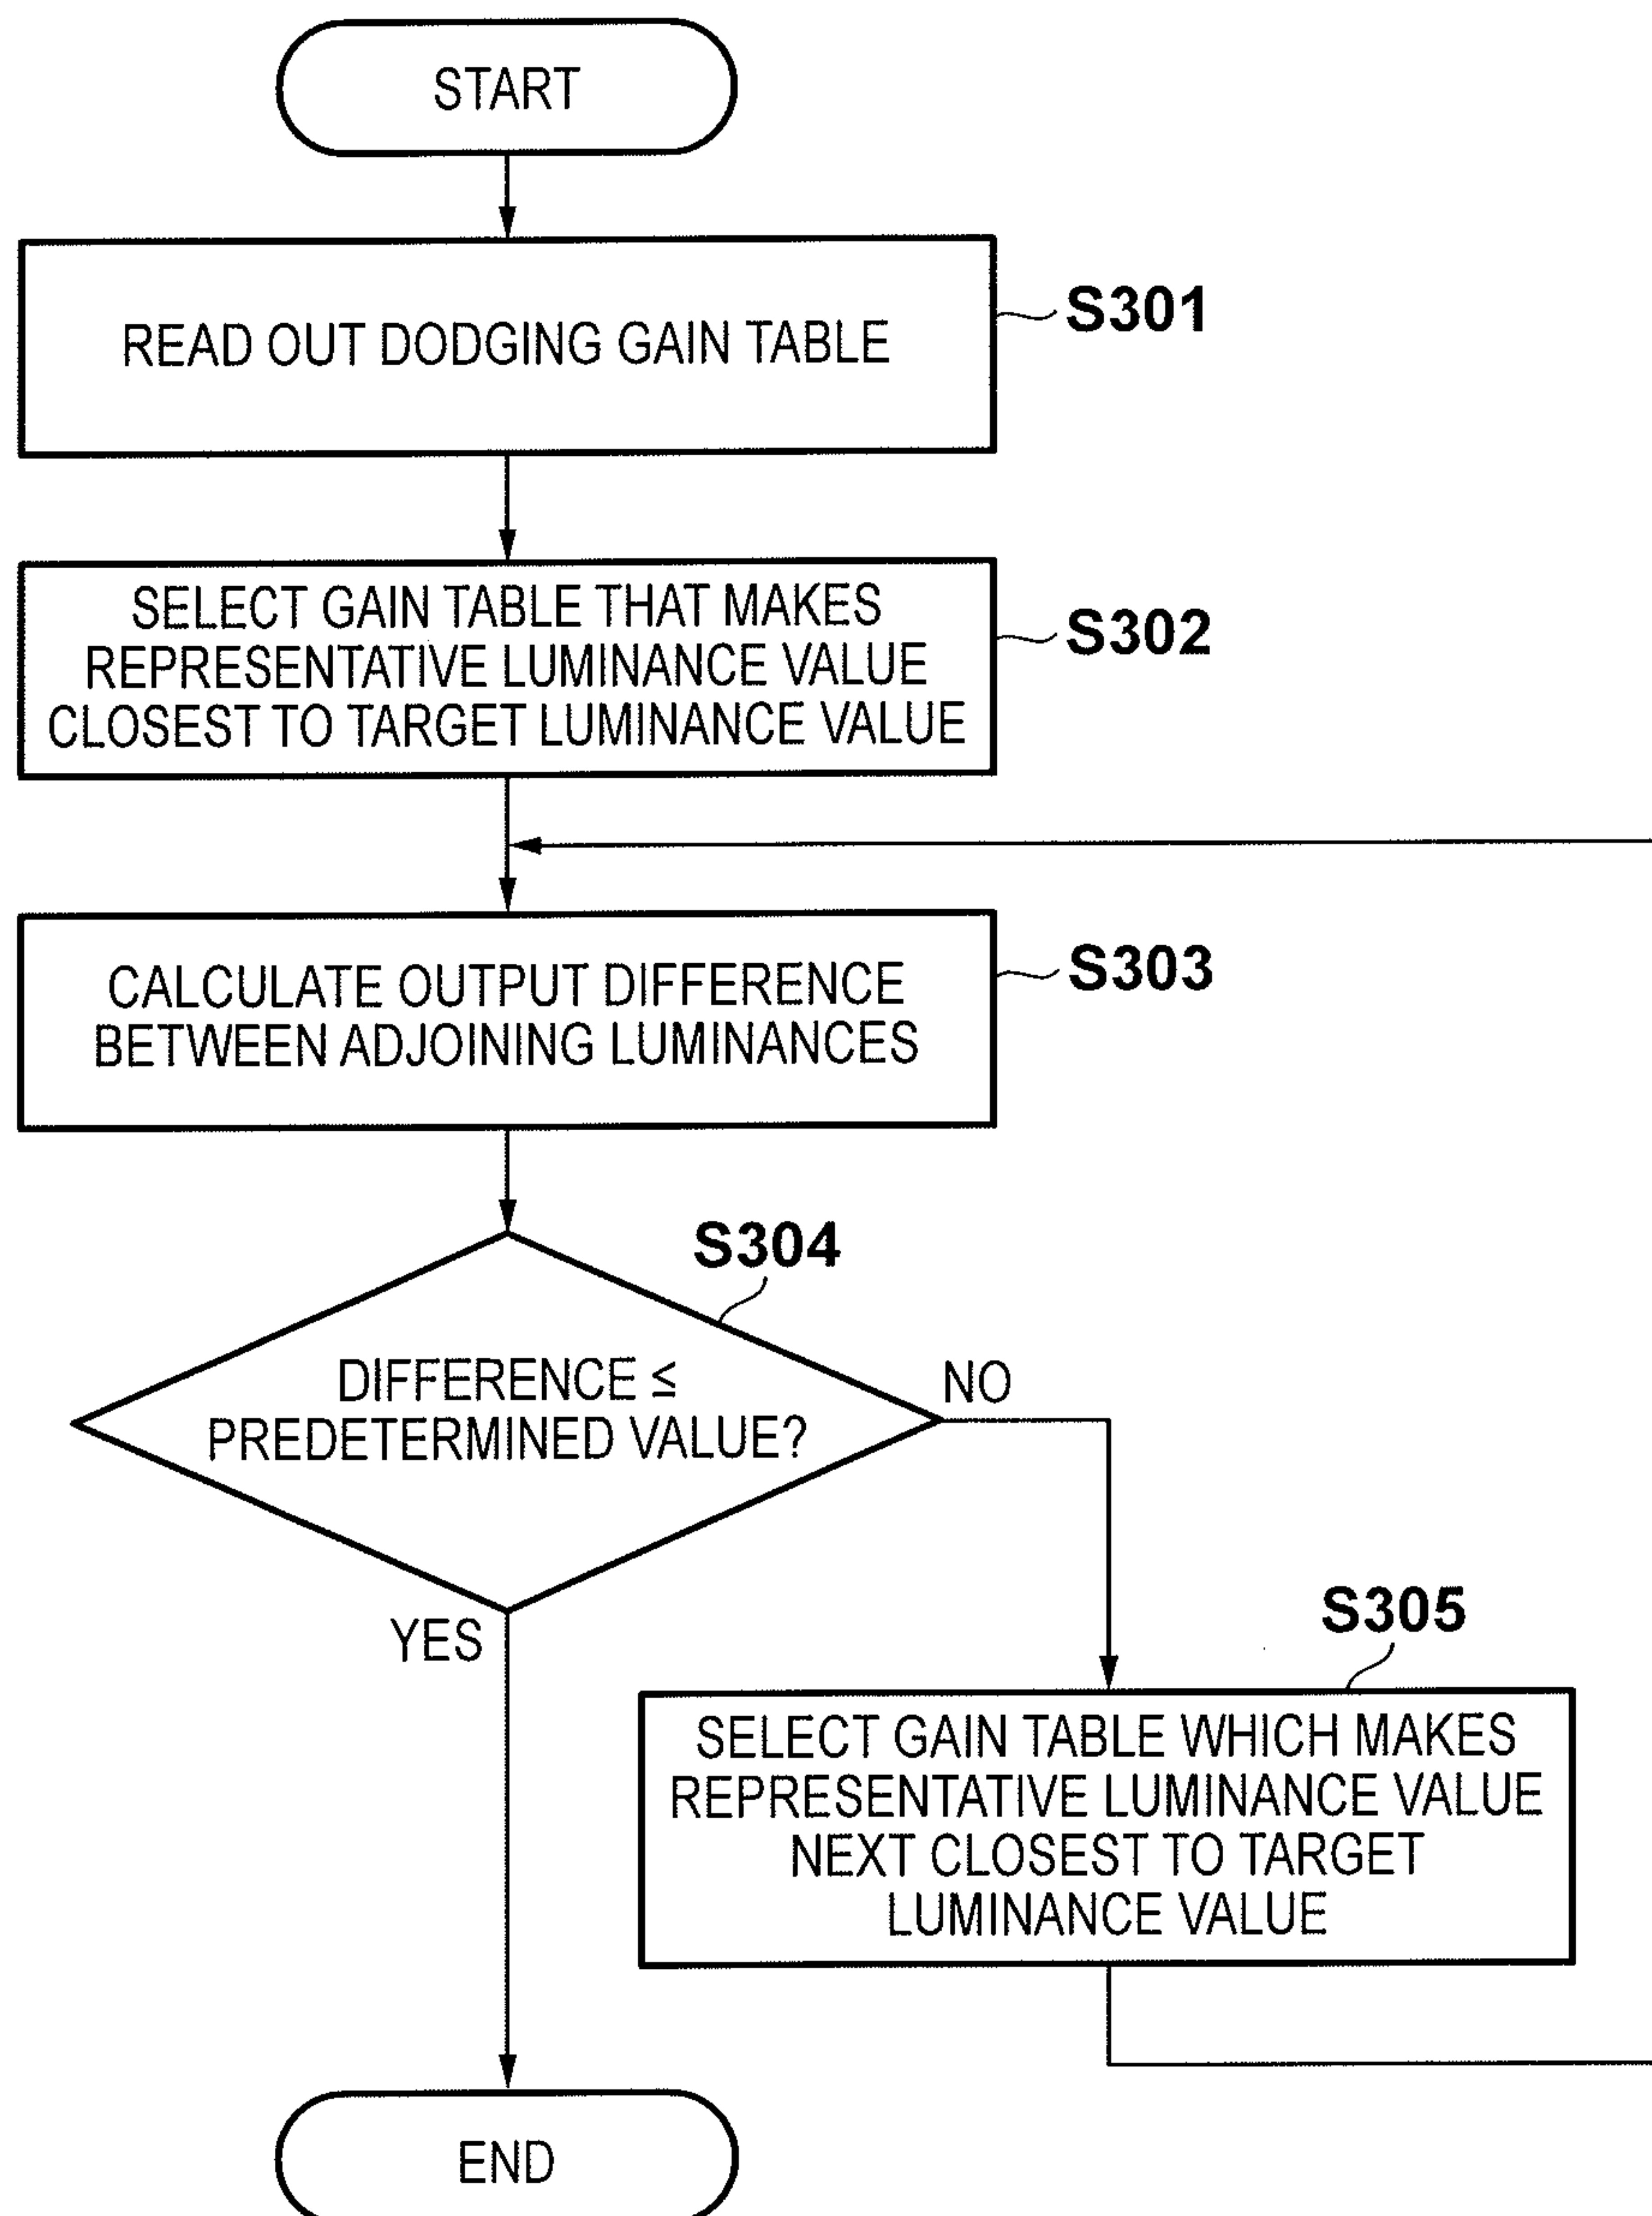 START
READ OUT DODGING GAIN TABLE
S301
SELECT GAIN TABLE THAT MAKES
REPRESENTATIVE LUMINANCE VALUE
CLOSEST TO TARGET LUMINANCE VALUE
S302
CALCULATE OUTPUT DIFFERENCE
BETWEEN ADJOINING LUMINANCES
S303
S304
DIFFERENCE ≤
PREDETERMINED VALUE?
NO
YES
S305
SELECT GAIN TABLE WHICH MAKES
REPRESENTATIVE LUMINANCE VALUE
NEXT CLOSEST TO TARGET
LUMINANCE VALUE
END